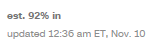 est. 92% in
updated 12:36 am ET, Nov. 10